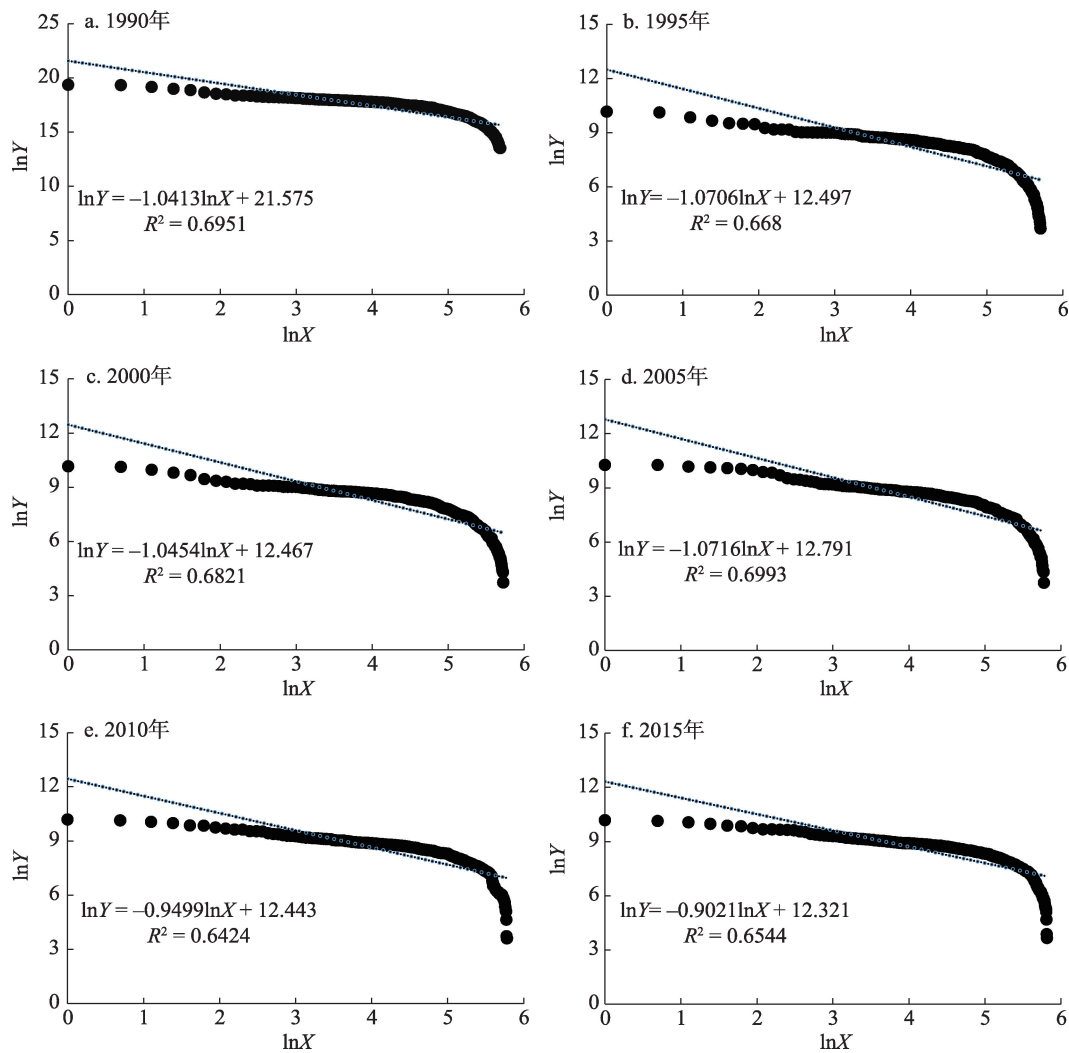 a. 1990年
25
20
15
10
5
0
lnY
lnY = –1.0413lnX + 21.575
R² = 0.6951
0 1 2 3 4 5 6
lnX
b. 1995年
15
12
9
6
3
0
lnY
lnY= –1.0706lnX + 12.497
R² = 0.668
0 1 2 3 4 5 6
lnX
c. 2000年
15
12
9
6
3
0
lnY
lnY = –1.0454lnX + 12.467
R² = 0.6821
0 1 2 3 4 5 6
lnX
d. 2005年
15
12
9
6
3
0
lnY
lnY = –1.0716lnX + 12.791
R² = 0.6993
0 1 2 3 4 5 6
lnX
e. 2010年
15
12
9
6
3
0
lnY
lnY = –0.9499lnX + 12.443
R² = 0.6424
0 1 2 3 4 5 6
lnX
f. 2015年
15
12
9
6
3
0
lnY
lnY= –0.9021lnX + 12.321
R² = 0.6544
0 1 2 3 4 5 6
lnX